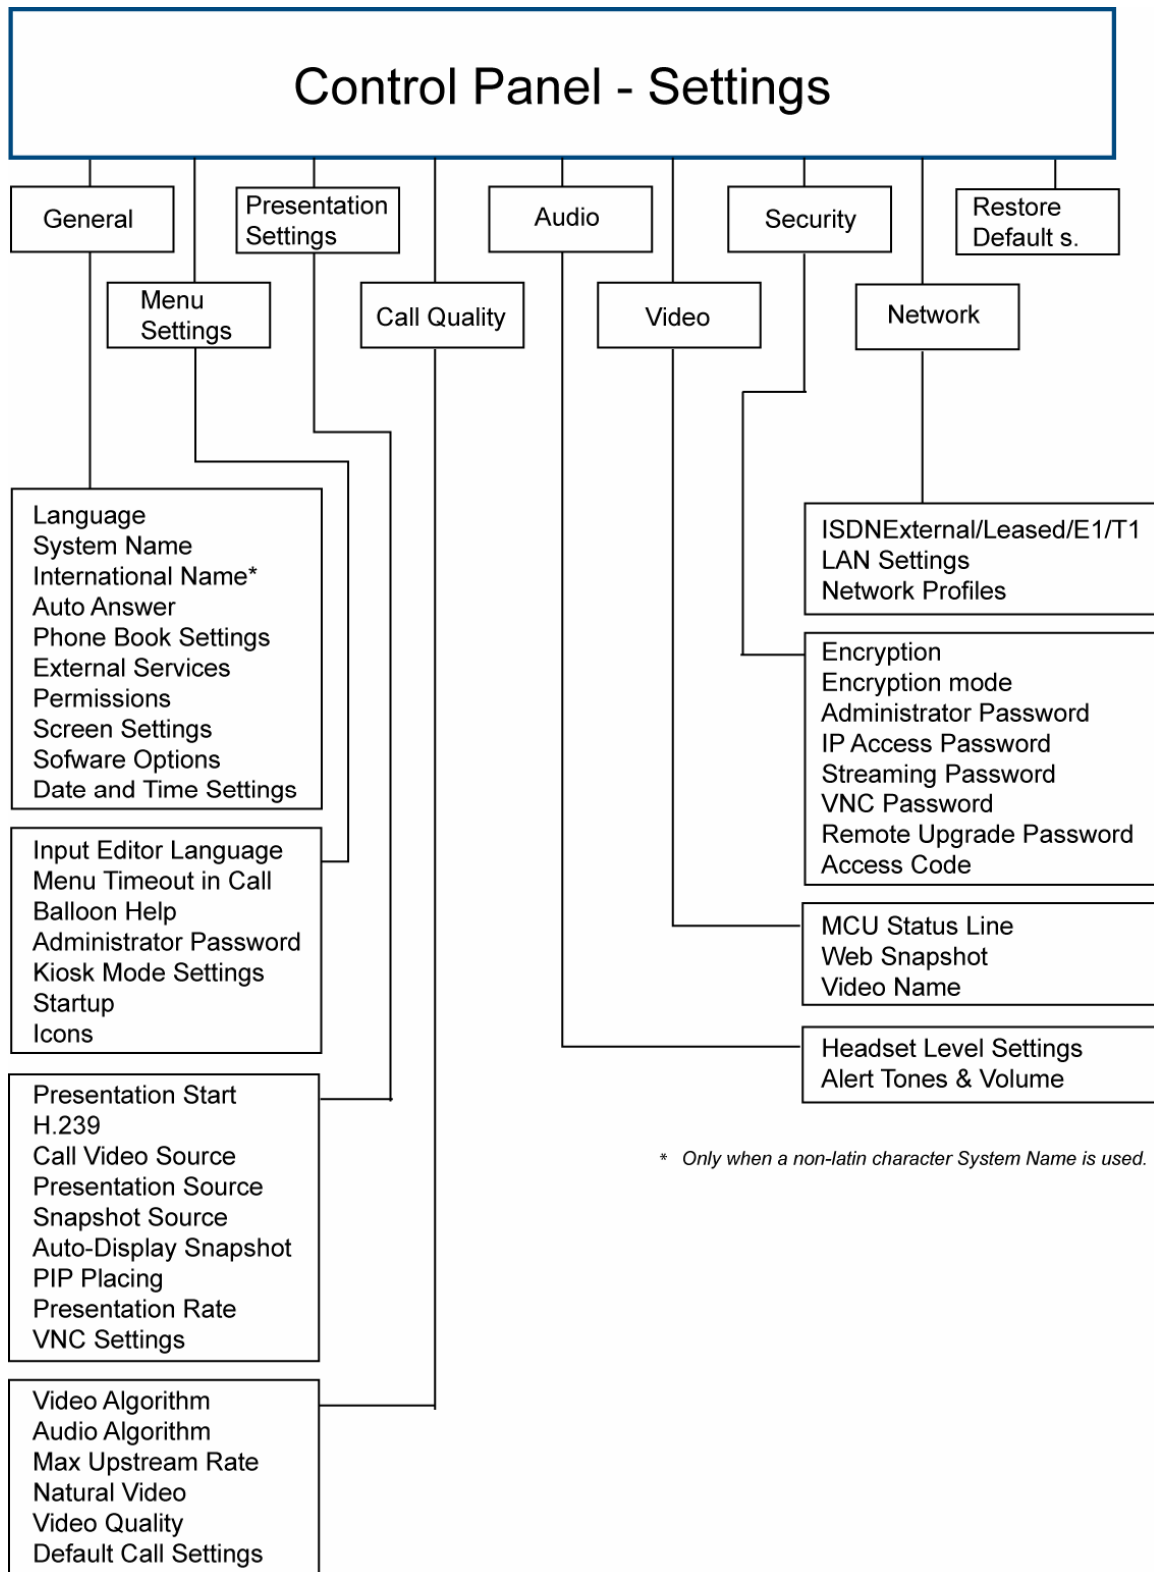 Control Panel - Settings
General
Presentation
Settings
Audio
Security
Restore
Default s.
Menu
Settings
Call Quality
Video
Network
Language
System Name
International Name*
Auto Answer
Phone Book Settings
External Services
Permissions
Screen Settings
Sofware Options
Date and Time Settings
Input Editor Language
Menu Timeout in Call
Balloon Help
Administrator Password
Kiosk Mode Settings
Startup
Icons
Presentation Start
H.239
Call Video Source
Presentation Source
Snapshot Source
Auto-Display Snapshot
PIP Placing
Presentation Rate
VNC Settings
Video Algorithm
Audio Algorithm
Max Upstream Rate
Natural Video
Video Quality
Default Call Settings
ISDNExternal/Leased/E1/T1
LAN Settings
Network Profiles
Encryption
Encryption mode
Administrator Password
IP Access Password
Streaming Password
VNC Password
Remote Upgrade Password
Access Code
MCU Status Line
Web Snapshot
Video Name
Headset Level Settings
Alert Tones & Volume
* Only when a non-latin character System Name is used.